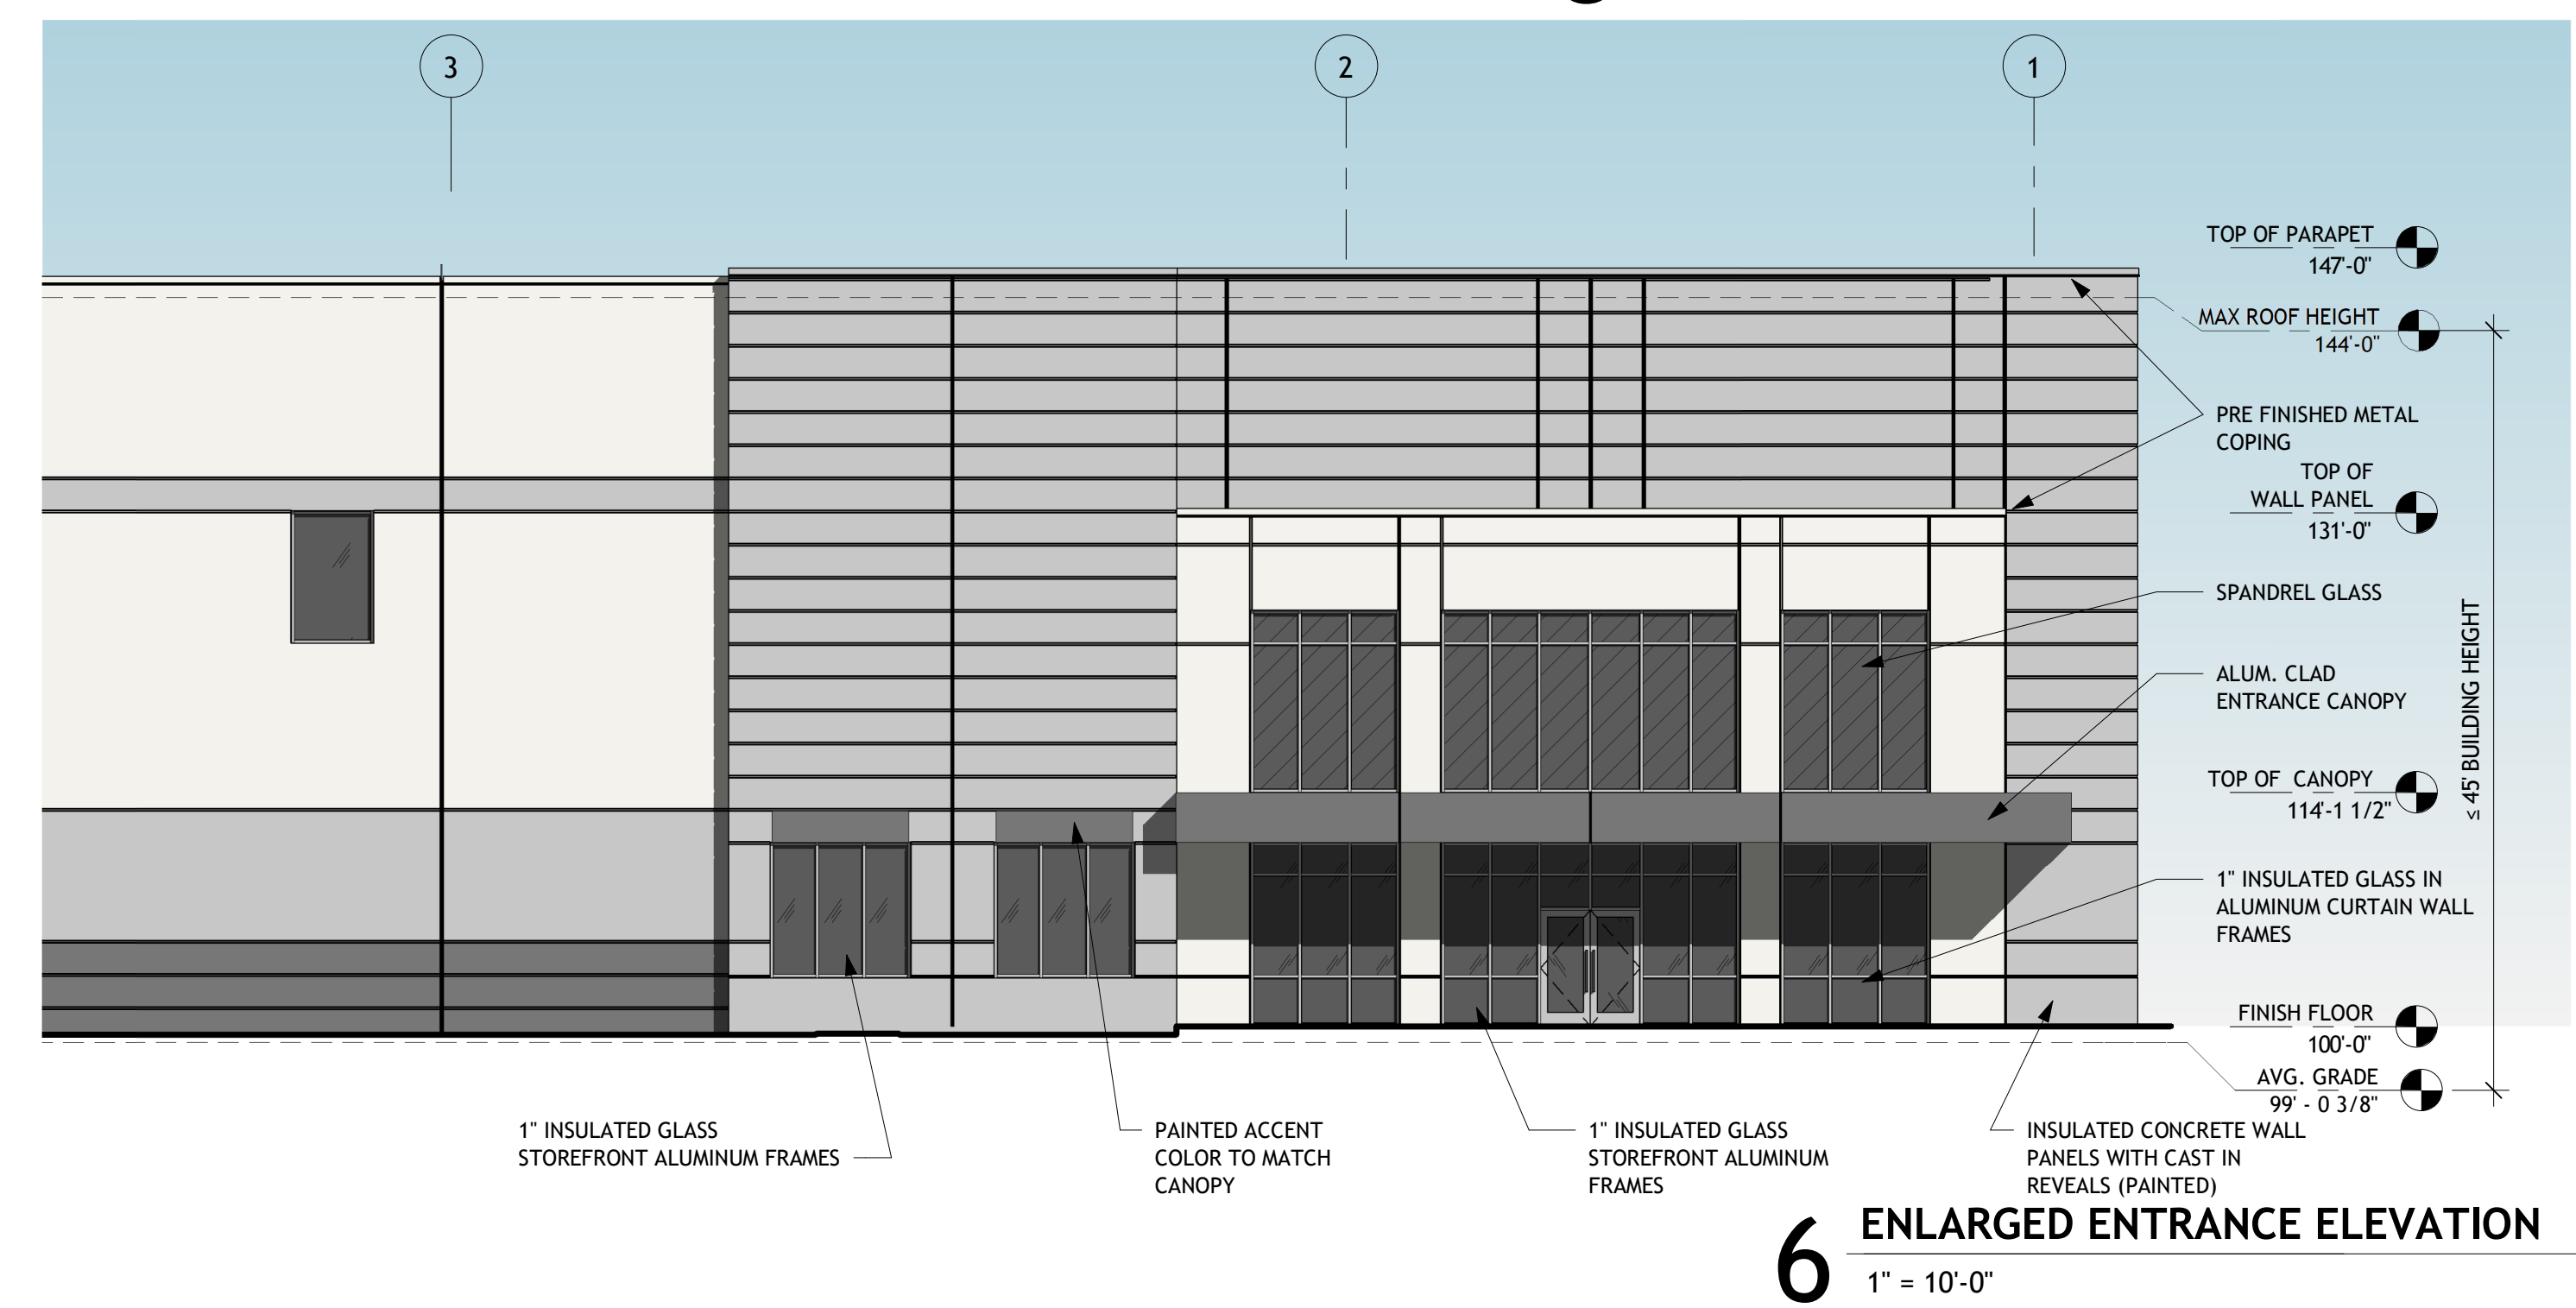 3
2
1
TOP OF PARAPET
147'-0"
MAX ROOF HEIGHT
144'-0"
PRE FINISHED METAL
COPING
TOP OF
WALL PANEL
131'-0"
SPANDREL GLASS
ALUM. CLAD
ENTRANCE CANOPY
TOP OF CANOPY
114'-1 1/2"
≤ 45' BUILDING HEIGHT
1" INSULATED GLASS IN
ALUMINUM CURTAIN WALL
FRAMES
FINISH FLOOR
100'-0"
AVG. GRADE
99' - 0 3/8"
1" INSULATED GLASS
STOREFRONT ALUMINUM FRAMES
PAINTED ACCENT
COLOR TO MATCH
CANOPY
1" INSULATED GLASS
STOREFRONT ALUMINUM
FRAMES
INSULATED CONCRETE WALL
PANELS WITH CAST IN
REVEALS (PAINTED)
6 ENLARGED ENTRANCE ELEVATION
1" = 10'-0"